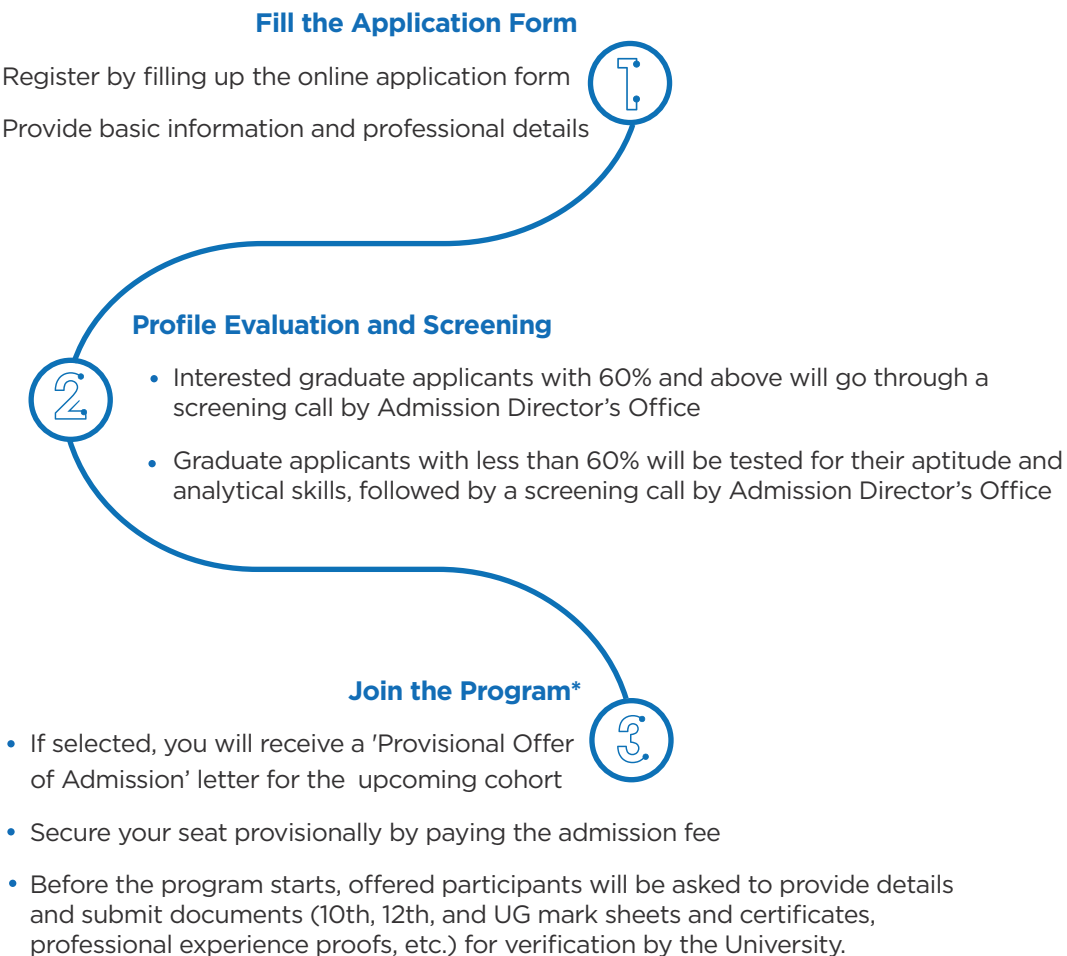 Fill the Application Form
Register by filling up the online application form
Provide basic information and professional details
1
Profile Evaluation and Screening
2
• Interested graduate applicants with 60% and above will go through a
screening call by Admission Director’s Office
• Graduate applicants with less than 60% will be tested for their aptitude and
analytical skills, followed by a screening call by Admission Director’s Office
Join the Program*
3
• If selected, you will receive a 'Provisional Offer
of Admission’ letter for the upcoming cohort
• Secure your seat provisionally by paying the admission fee
• Before the program starts, offered participants will be asked to provide details
and submit documents (10th, 12th, and UG mark sheets and certificates,
professional experience proofs, etc.) for verification by the University.